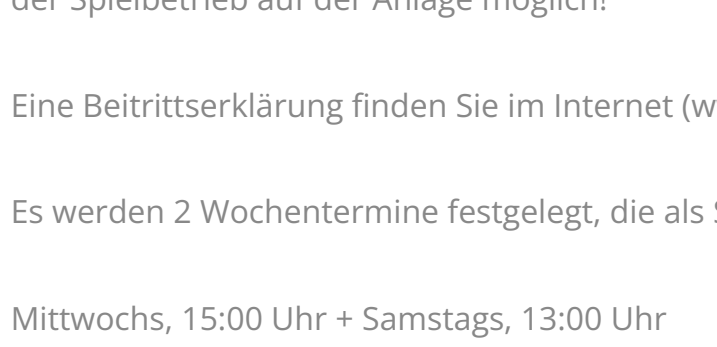 der Spielbetrieb auf der Anlage möglich!
Eine Beitrittserklärung finden Sie im Internet
Es werden 2 Wochentermine festgelegt, die als
Mittwochs, 15:00 Uhr + Samstags, 13:00 Uhr